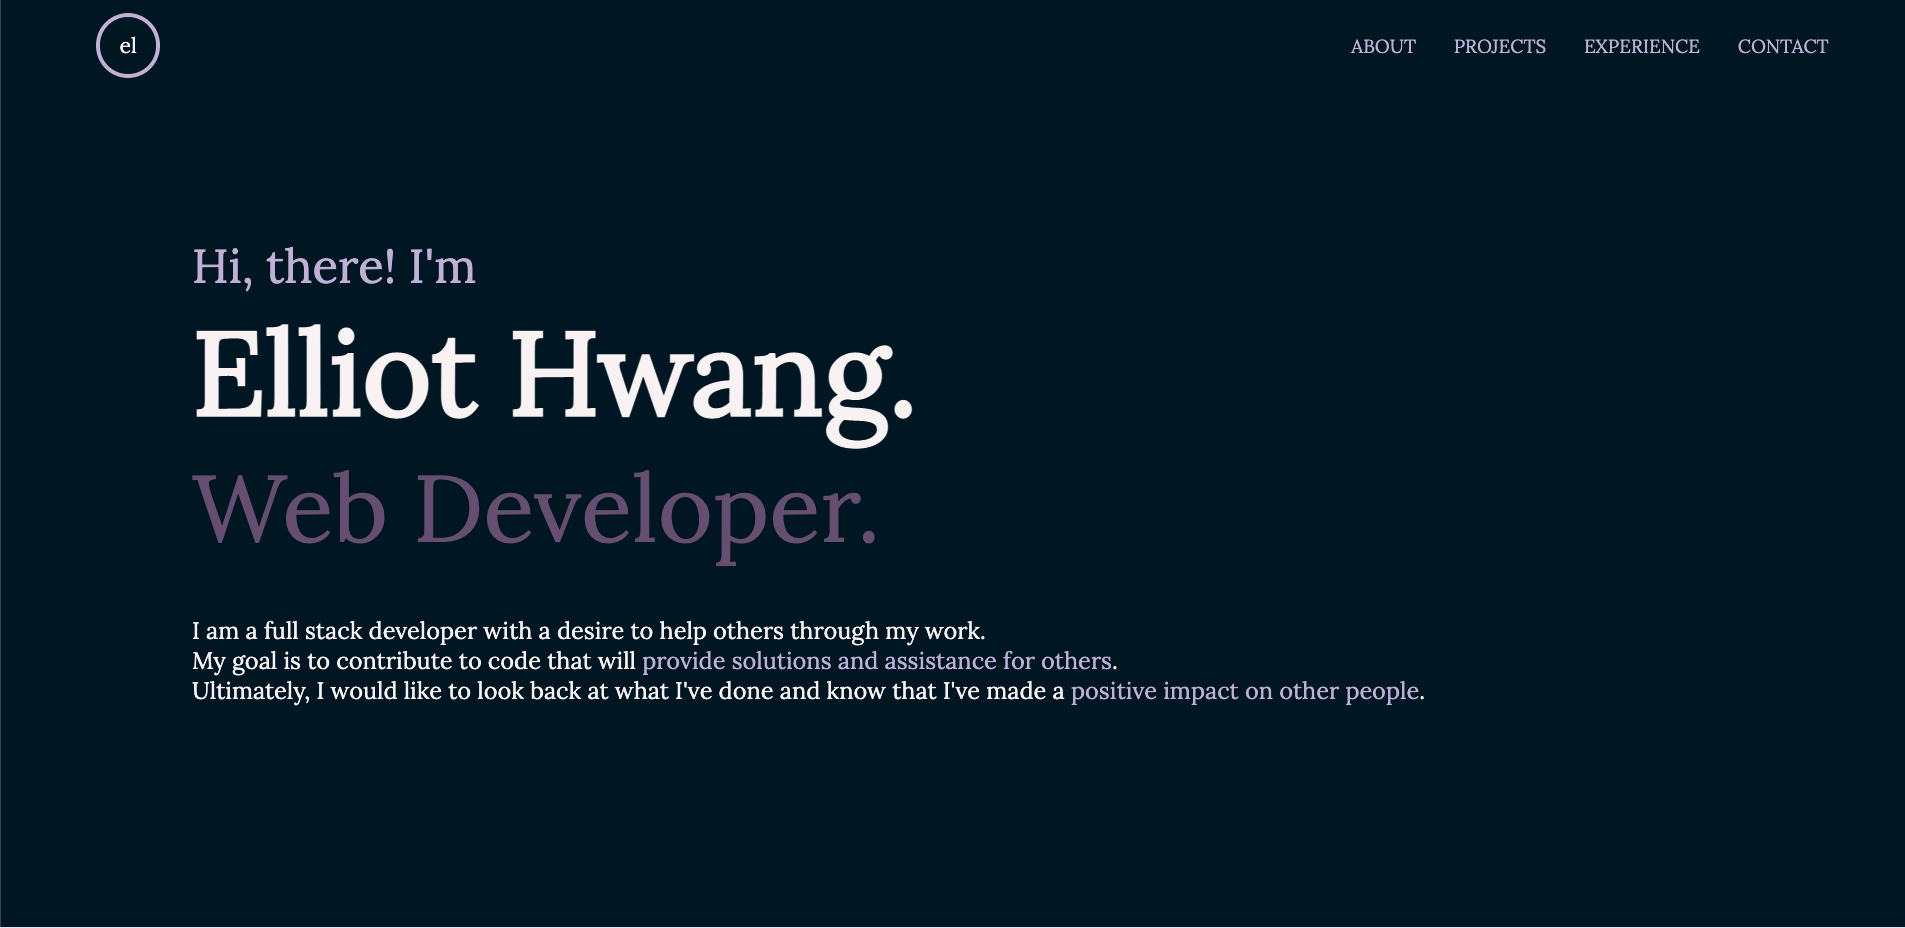 el
ABOUT PROJECTS EXPERIENCE CONTACT
Hi, there! I'm
Elliot Hwang.
Web Developer.
I am a full stack developer with a desire to help others through my work.
My goal is to contribute to code that will provide solutions and assistance for others.
Ultimately, I would like to look back at what I've done and know that I've made a positive impact on other people.